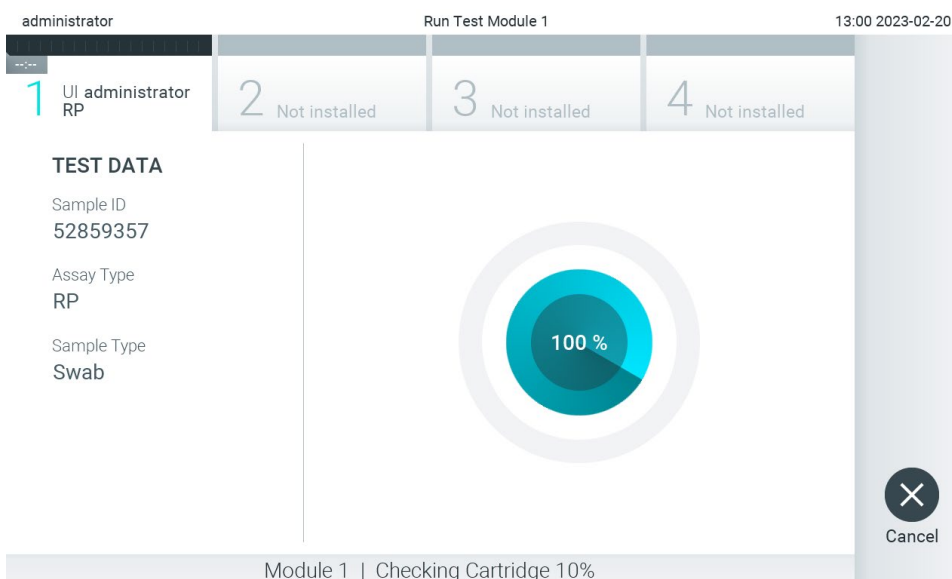 administrator Run Test Module 1 13:00 2023-02-20
--:--
1 UI administrator
RP
2 Not installed
3 Not installed
4 Not installed
TEST DATA
Sample ID
52859357
Assay Type
RP
Sample Type
Swab
100 %
Cancel
Module 1 | Checking Cartridge 10%